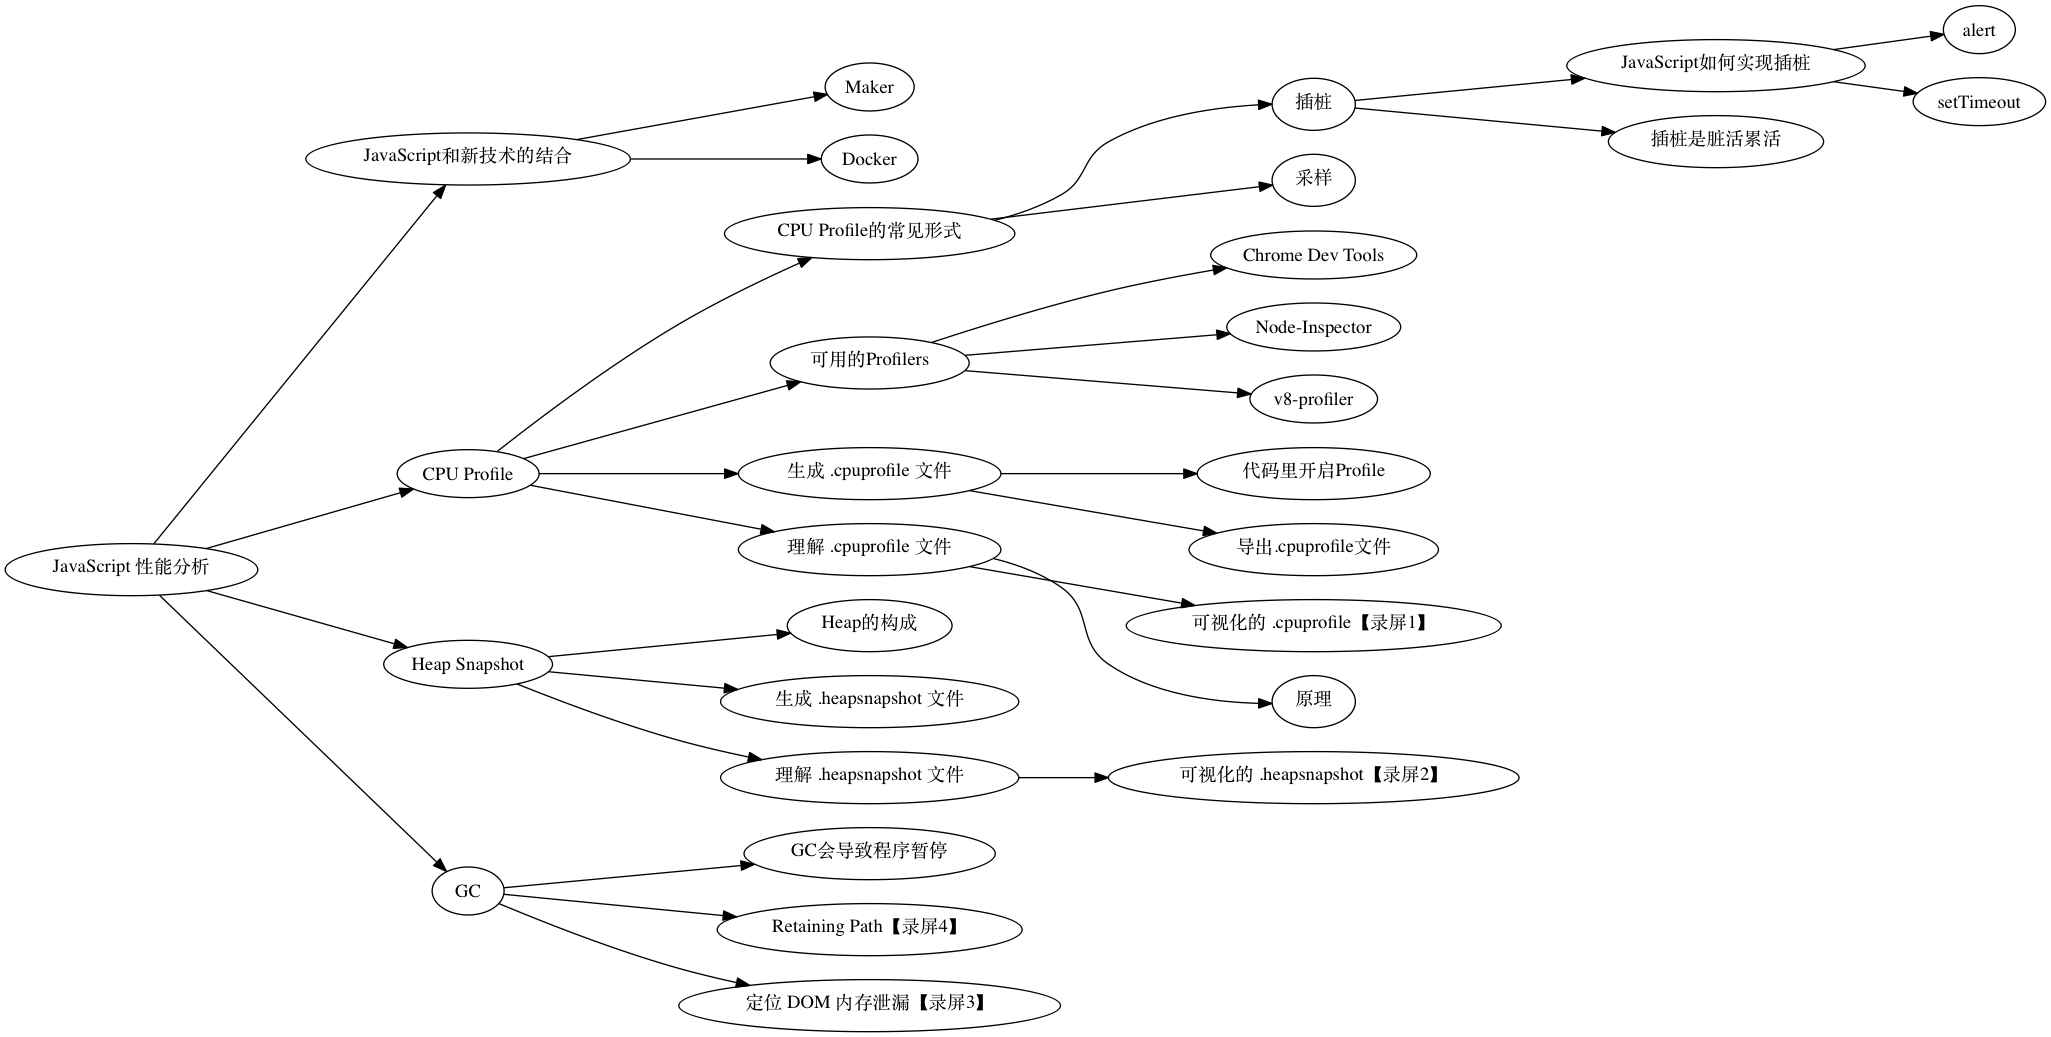 JavaScript 性能分析
JavaScript和新技术的结合
Maker
Docker
CPU Profile
CPU Profile的常见形式
插桩
JavaScript如何实现插桩
alert
setTimeout
插桩是脏活累活
采样
可用的Profilers
Chrome Dev Tools
Node-Inspector
v8-profiler
生成 .cpuprofile 文件
代码里开启Profile
导出.cpuprofile文件
理解 .cpuprofile 文件
可视化的 .cpuprofile【录屏1】
原理
Heap Snapshot
Heap的构成
生成 .heapsnapshot 文件
理解 .heapsnapshot 文件
可视化的 .heapsnapshot【录屏2】
GC
GC会导致程序暂停
Retaining Path【录屏4】
定位 DOM 内存泄漏【录屏3】